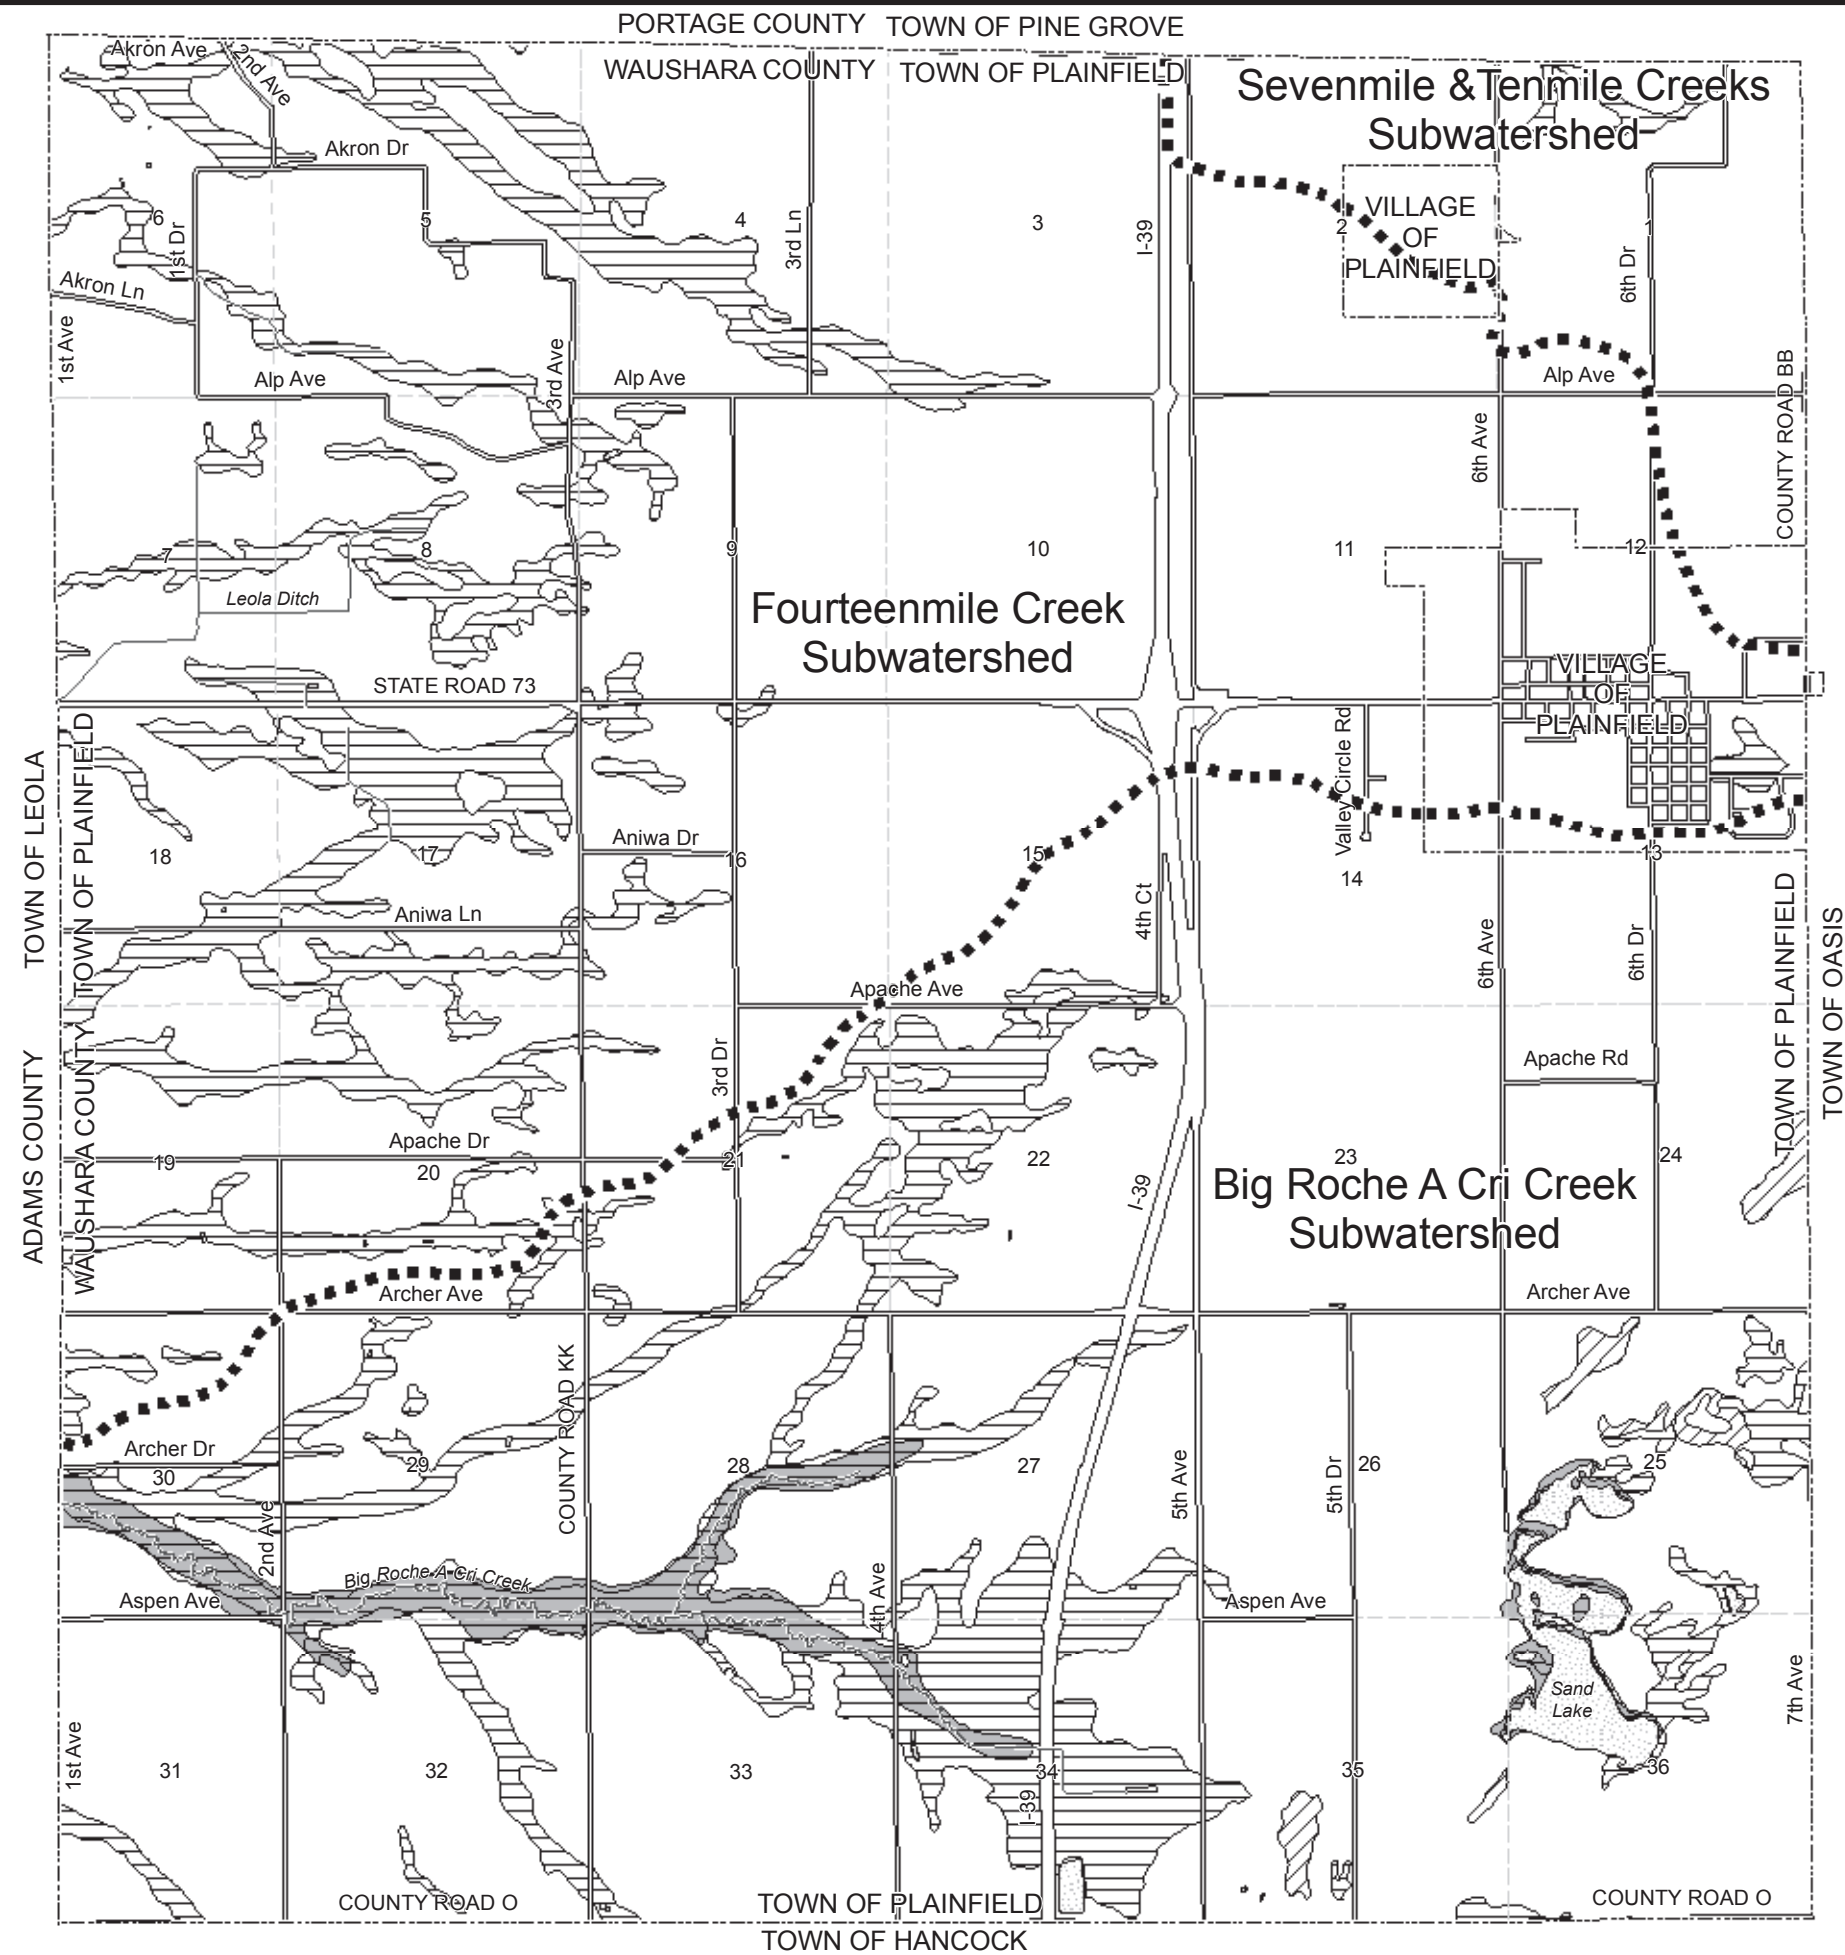 PORTAGE COUNTY TOWN OF PINE GROVE
WAUSHARA COUNTY TOWN OF PLAINFIELD
Akron Ave
2nd Ave
Sevenmile & Tenmile Creeks
Subwatershed
Akron Dr
6
5
4
3
2
1
1st Dr
3rd Ln
I-39
VILLAGE
OF
PLAINFIELD
6th Dr
Akron Ln
1st Ave
3rd Ave
Alp Ave
Alp Ave
Alp Ave
COUNTY ROAD BB
6th Ave
7
8
9
10
11
12
Leola Ditch
Fourteenmile Creek
Subwatershed
STATE ROAD 73
VILLAGE
OF
PLAINFIELD
Valley Circle Rd
TOWN OF LEOLA
TOWN OF PLAINFIELD
18
17
Aniwa Dr
16
15
14
13
Aniwa Ln
4th Ct
6th Ave
6th Dr
TOWN OF PLAINFIELD
TOWN OF OASIS
Apache Ave
3rd Dr
Apache Rd
ADAMS COUNTY
WAUSHARA COUNTY
Apache Dr
19
20
21
22
23
24
I-39
Big Roche A Cri Creek
Subwatershed
Archer Ave
Archer Ave
COUNTY ROAD KK
Archer Dr
30
29
28
27
26
25
5th Ave
5th Dr
2nd Ave
Big Roche A Cri Creek
4th Ave
Aspen Ave
Aspen Ave
Sand
Lake
7th Ave
1st Ave
31
32
33
34
35
36
I-39
COUNTY ROAD O
TOWN OF PLAINFIELD
COUNTY ROAD O
TOWN OF HANCOCK